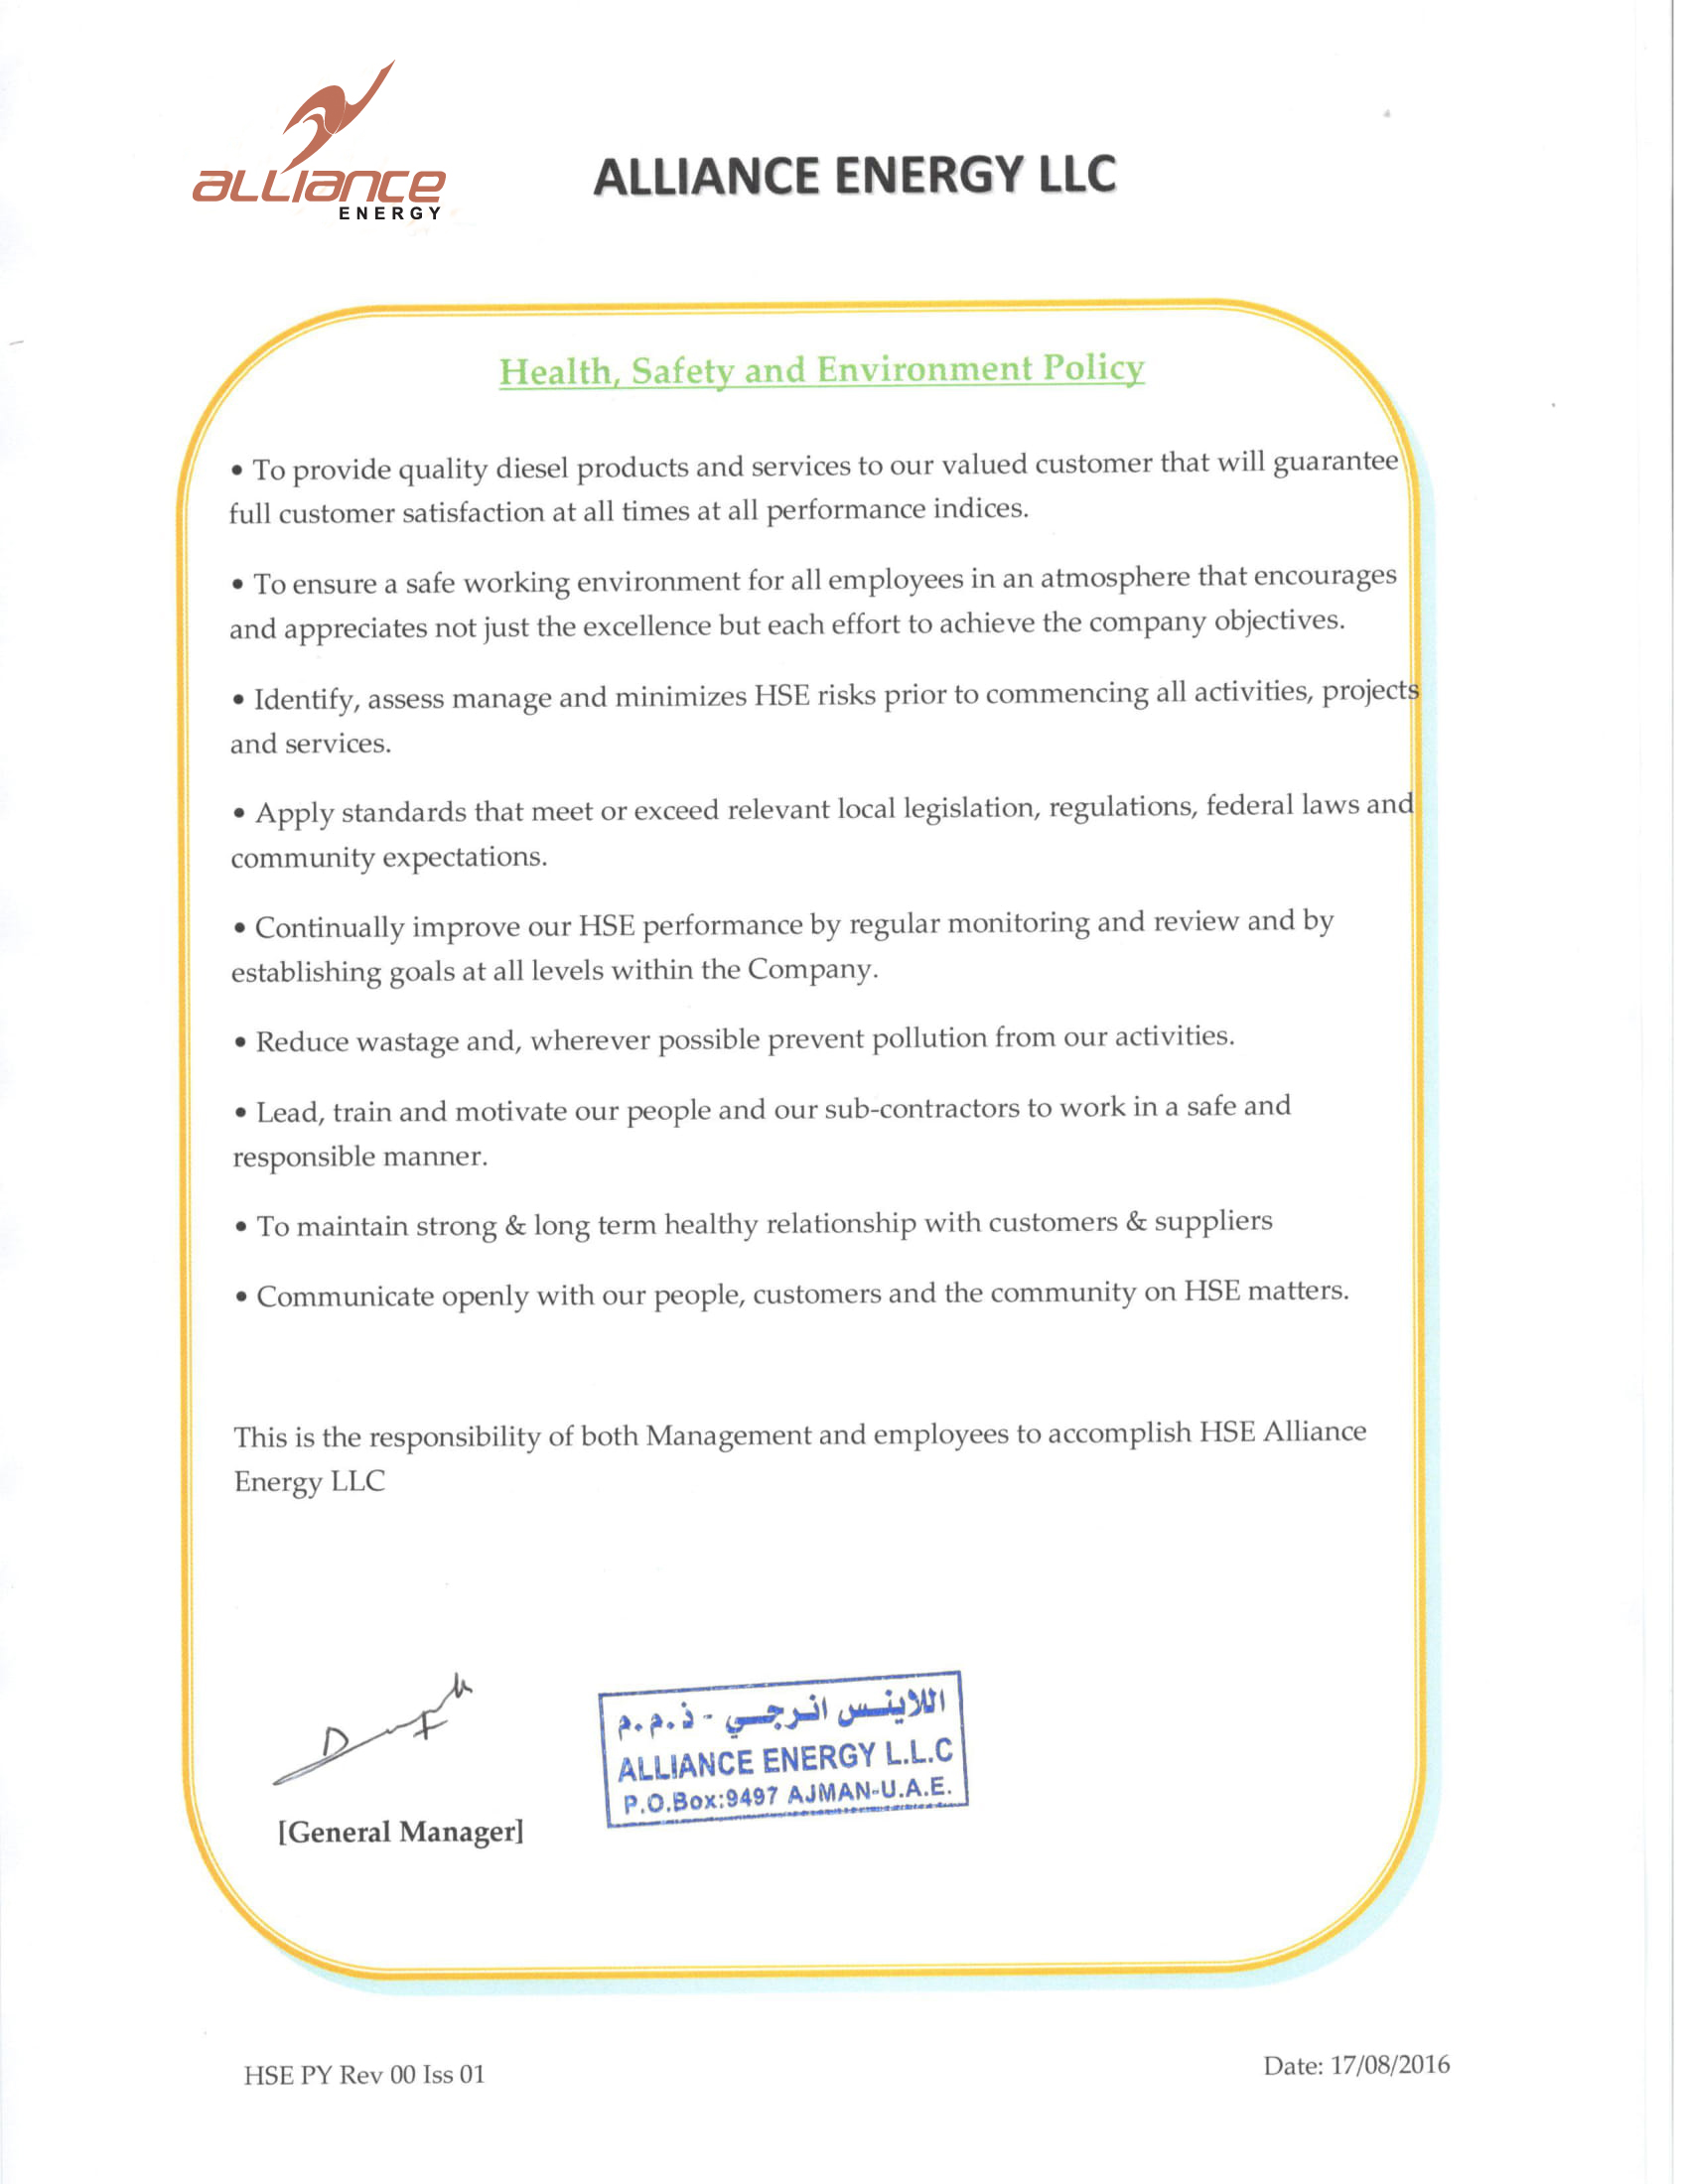 alliance
ENERGY
ALLIANCE ENERGY LLC
Health, Safety and Environment Policy
• To provide quality diesel products and services to our valued customer that will guarantee
full customer satisfaction at all times at all performance indices.
• To ensure a safe working environment for all employees in an atmosphere that encourages
and appreciates not just the excellence but each effort to achieve the company objectives.
• Identify, assess manage and minimizes HSE risks prior to commencing all activities, projects
and services.
• Apply standards that meet or exceed relevant local legislation, regulations, federal laws and
community expectations.
• Continually improve our HSE performance by regular monitoring and review and by
establishing goals at all levels within the Company.
• Reduce wastage and, wherever possible prevent pollution from our activities.
• Lead, train and motivate our people and our sub-contractors to work in a safe and
responsible manner.
• To maintain strong & long term healthy relationship with customers & suppliers
• Communicate openly with our people, customers and the community on HSE matters.
This is the responsibility of both Management and employees to accomplish HSE Alliance
Energy LLC
اللاينس انرجي - ذ.م.م
ALLIANCE ENERGY L.L.C
P.O.Box:9497 AJMAN-U.A.E.
[General Manager]
HSE PY Rev 00 Iss 01
Date: 17/08/2016